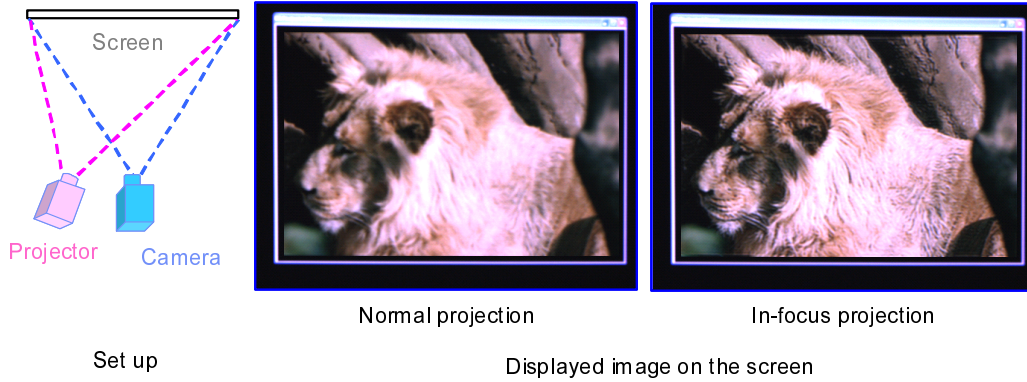 Screen
Projector
Camera
Normal projection
In-focus projection
Set up
Displayed image on the screen